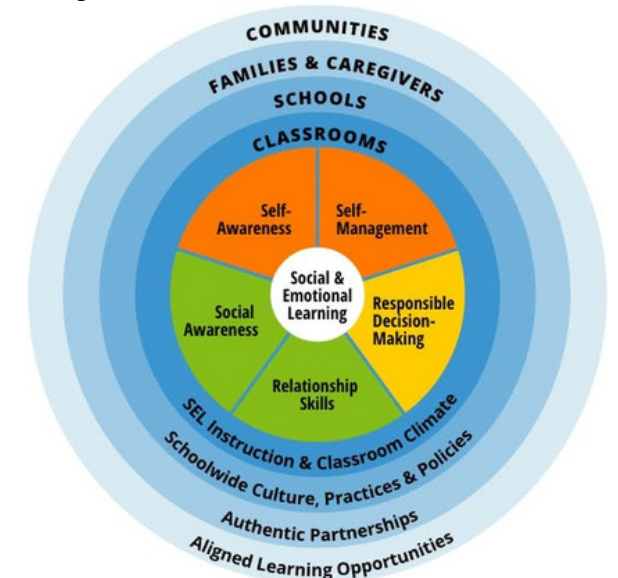 COMMUNITIES
FAMILIES & CAREGIVERS
SCHOOLS
CLASSROOMS
Self-
Awareness
Self-
Management
Social &
Emotional
Learning
Social
Awareness
Responsible
Decision-
Making
Relationship
Skills
SEL Instruction & Classroom Climate
Schoolwide Culture, Practices & Policies
Authentic Partnerships
Aligned Learning Opportunities